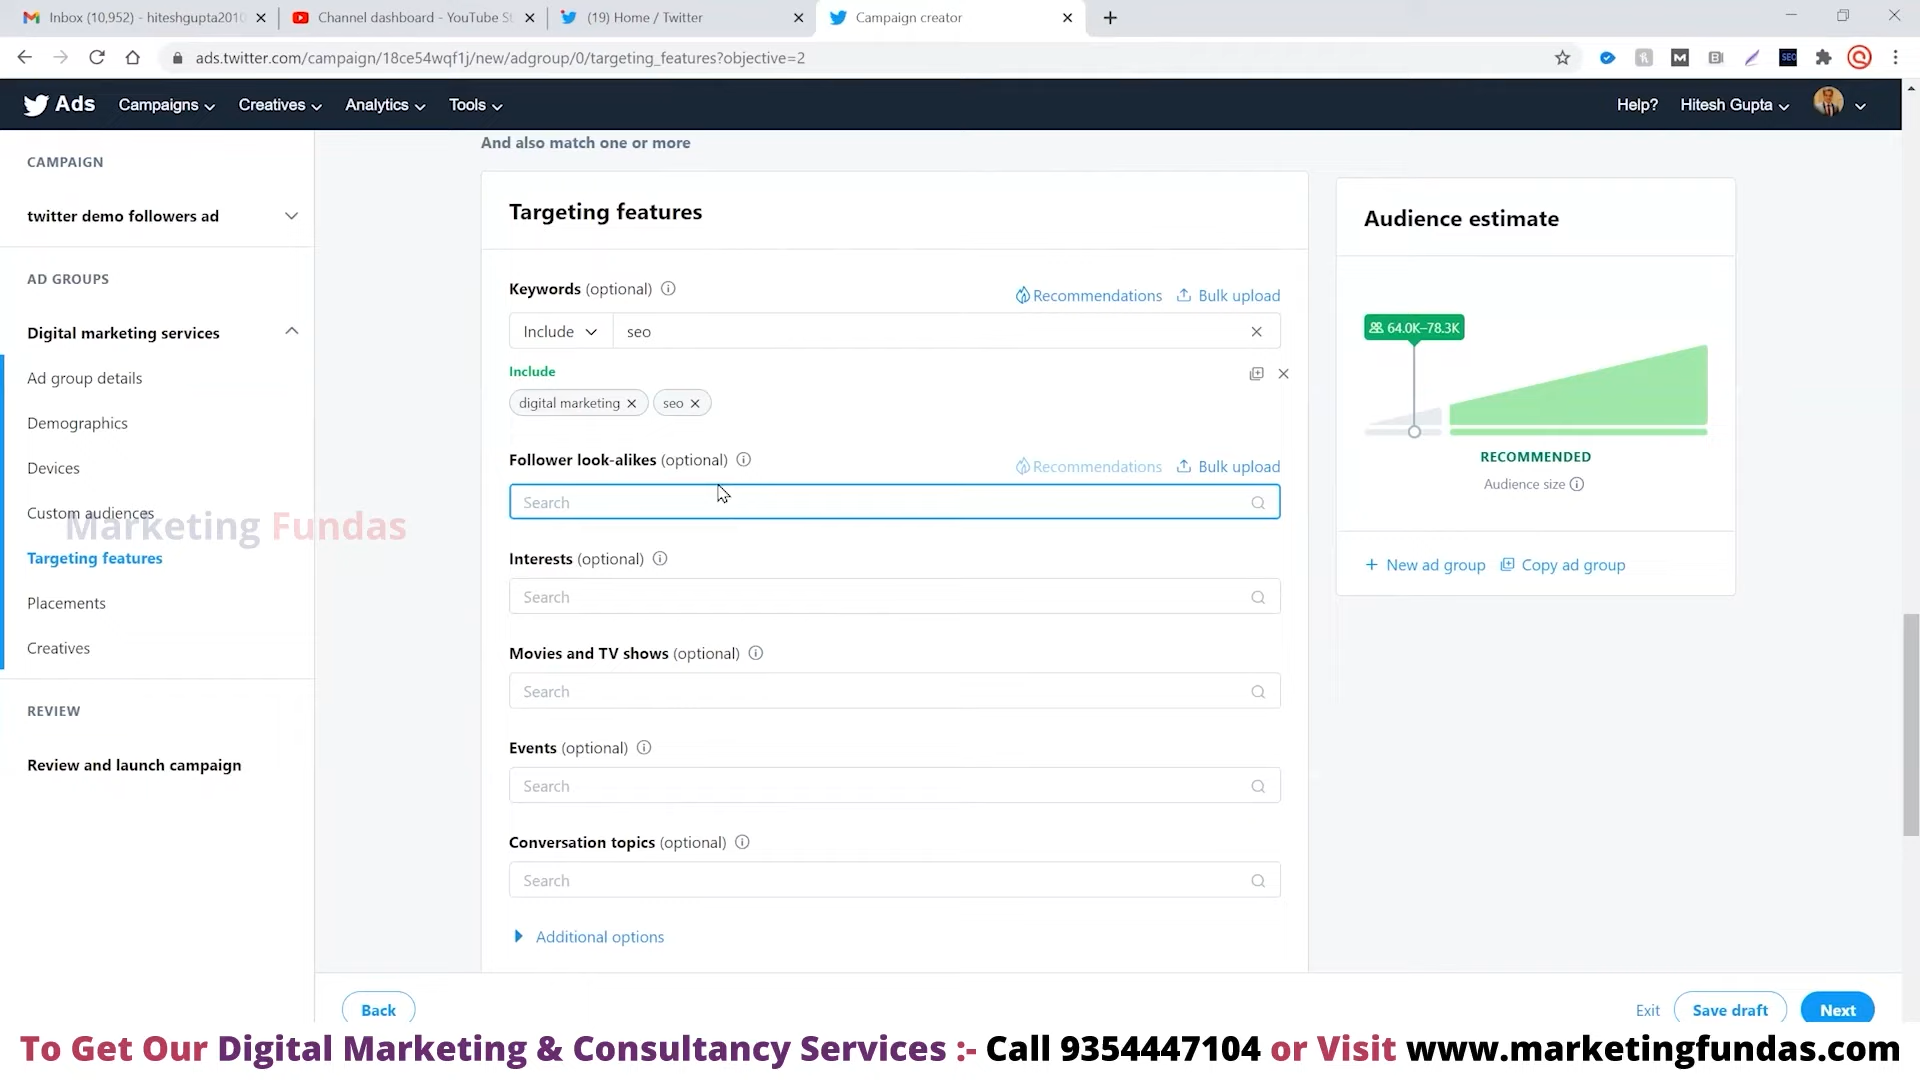 Inbox (10,952) - hiteshgupta2010
Channel dashboard - YouTube St
(19) Home / Twitter
Campaign creator
ads.twitter.com/campaign/18ce54wqf1j/new/adgroup/0/targeting_features?objective=2
Ads
Campaigns
Creatives
Analytics
Tools
Help?
Hitesh Gupta
And also match one or more
CAMPAIGN
twitter demo followers ad
AD GROUPS
Digital marketing services
Ad group details
Demographics
Devices
Custom audiences
Targeting features
Placements
Creatives
REVIEW
Review and launch campaign
Marketing Fundas
Targeting features
Keywords (optional)
Recommendations
Bulk upload
Include
seo
Include
digital marketing
seo
Follower look-alikes (optional)
Recommendations
Bulk upload
Search
Interests (optional)
Search
Movies and TV shows (optional)
Search
Events (optional)
Search
Conversation topics (optional)
Search
Additional options
Audience estimate
64.0K–78.3K
RECOMMENDED
Audience size
New ad group
Copy ad group
Back
Exit
Save draft
Next
To Get Our Digital Marketing & Consultancy Services :- Call 9354447104 or Visit www.marketingfundas.com